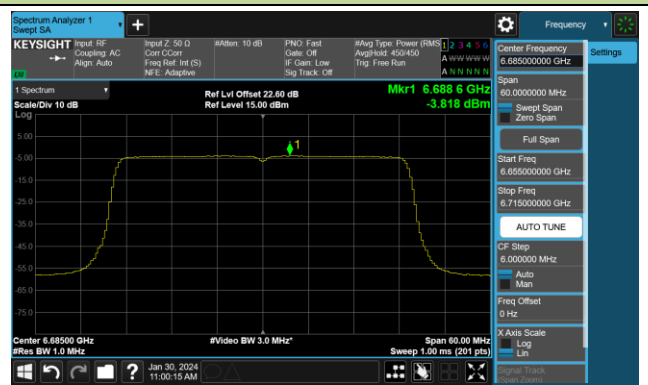 Spectrum Analyzer 1
Swept SA
Frequency
KEYSIGHT
Input: RF
Coupling: AC
Align: Auto
Input Z: 50 Ω
Corr CCorr
Freq Ref: Int (S)
NFE: Adaptive
#Atten: 10 dB
PNO: Fast
Gate: Off
IF Gain: Low
Sig Track: Off
#Avg Type: Power (RMS
Avg|Hold: 450/450
Trig: Free Run
1 2 3 4 5 6
A WW WW W
A N N N N N
LXI
1 Spectrum
Scale/Div 10 dB
Log
Ref Lvl Offset 22.60 dB
Ref Level 15.00 dBm
Mkr1 6.688 6 GHz
-3.818 dBm
1
5.00
-5.00
-15.0
-25.0
-35.0
-45.0
-55.0
-65.0
-75.0
Center 6.68500 GHz
#Res BW 1.0 MHz
#Video BW 3.0 MHz*
Span 60.00 MHz
Sweep 1.00 ms (201 pts)
Jan 30, 2024
11:00:15 AM
?
Center Frequency
6.685000000 GHz
Span
60.0000000 MHz
Swept Span
Zero Span
Full Span
Start Freq
6.655000000 GHz
Stop Freq
6.715000000 GHz
AUTO TUNE
CF Step
6.000000 MHz
Auto
Man
Freq Offset
0 Hz
X Axis Scale
Log
Lin
Signal Track
(Span Zoom)
Settings